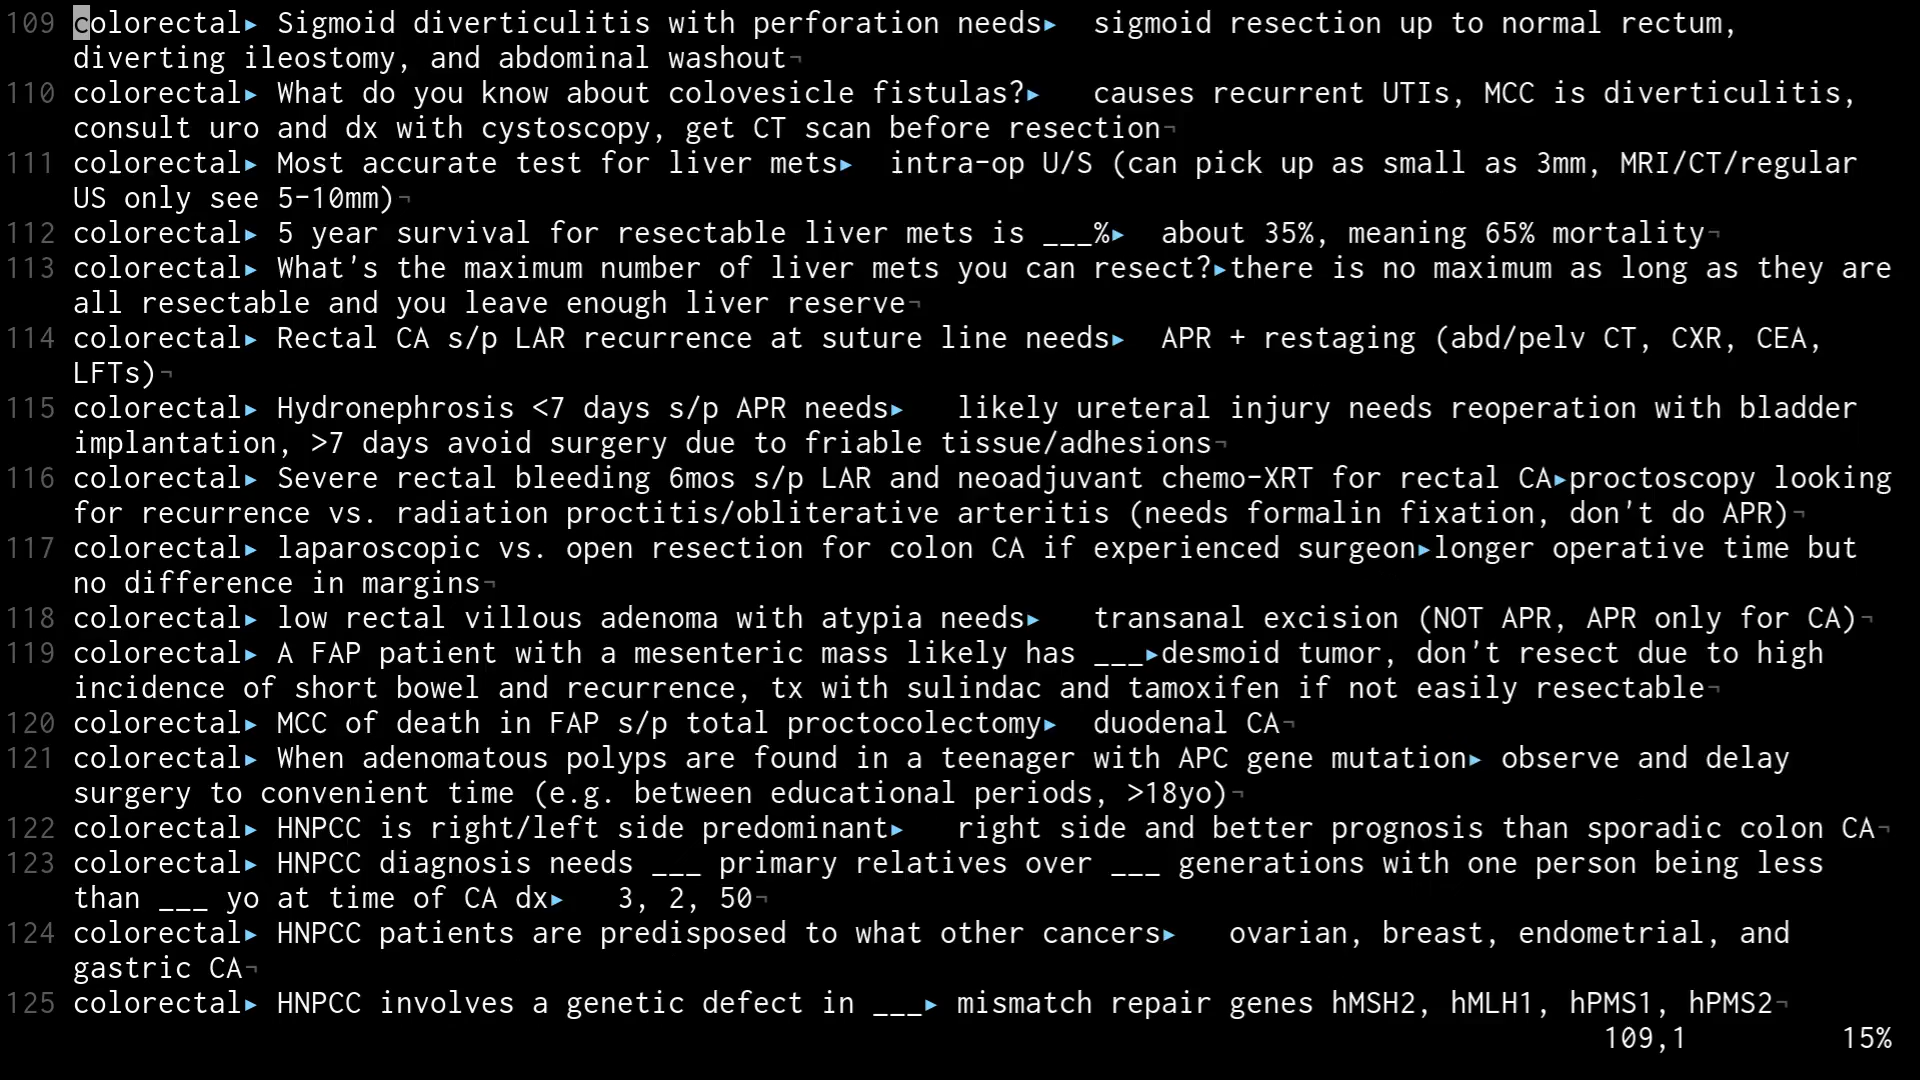 109 colorectal▸ Sigmoid diverticulitis with perforation needs▸  sigmoid resection up to normal rectum,
diverting ileostomy, and abdominal washout¬
110 colorectal▸ What do you know about colovesicle fistulas?▸   causes recurrent UTIs, MCC is diverticulitis,
consult uro and dx with cystoscopy, get CT scan before resection¬
111 colorectal▸ Most accurate test for liver mets▸  intra-op U/S (can pick up as small as 3mm, MRI/CT/regular
US only see 5-10mm)¬
112 colorectal▸ 5 year survival for resectable liver mets is ___%▸  about 35%, meaning 65% mortality¬
113 colorectal▸ What's the maximum number of liver mets you can resect?▸there is no maximum as long as they are
all resectable and you leave enough liver reserve¬
114 colorectal▸ Rectal CA s/p LAR recurrence at suture line needs▸  APR + restaging (abd/pelv CT, CXR, CEA,
LFTs)¬
115 colorectal▸ Hydronephrosis <7 days s/p APR needs▸   likely ureteral injury needs reoperation with bladder
implantation, >7 days avoid surgery due to friable tissue/adhesions¬
116 colorectal▸ Severe rectal bleeding 6mos s/p LAR and neoadjuvant chemo-XRT for rectal CA▸proctoscopy looking
for recurrence vs. radiation proctitis/obliterative arteritis (needs formalin fixation, don't do APR)¬
117 colorectal▸ laparoscopic vs. open resection for colon CA if experienced surgeon▸longer operative time but
no difference in margins¬
118 colorectal▸ low rectal villous adenoma with atypia needs▸   transanal excision (NOT APR, APR only for CA)¬
119 colorectal▸ A FAP patient with a mesenteric mass likely has ___▸desmoid tumor, don't resect due to high
incidence of short bowel and recurrence, tx with sulindac and tamoxifen if not easily resectable¬
120 colorectal▸ MCC of death in FAP s/p total proctocolectomy▸  duodenal CA¬
121 colorectal▸ When adenomatous polyps are found in a teenager with APC gene mutation▸ observe and delay
surgery to convenient time (e.g. between educational periods, >18yo)¬
122 colorectal▸ HNPCC is right/left side predominant▸   right side and better prognosis than sporadic colon CA¬
123 colorectal▸ HNPCC diagnosis needs ___ primary relatives over ___ generations with one person being less
than ___ yo at time of CA dx▸   3, 2, 50¬
124 colorectal▸ HNPCC patients are predisposed to what other cancers▸   ovarian, breast, endometrial, and
gastric CA¬
125 colorectal▸ HNPCC involves a genetic defect in ___▸ mismatch repair genes hMSH2, hMLH1, hPMS1, hPMS2¬
109,1 15%